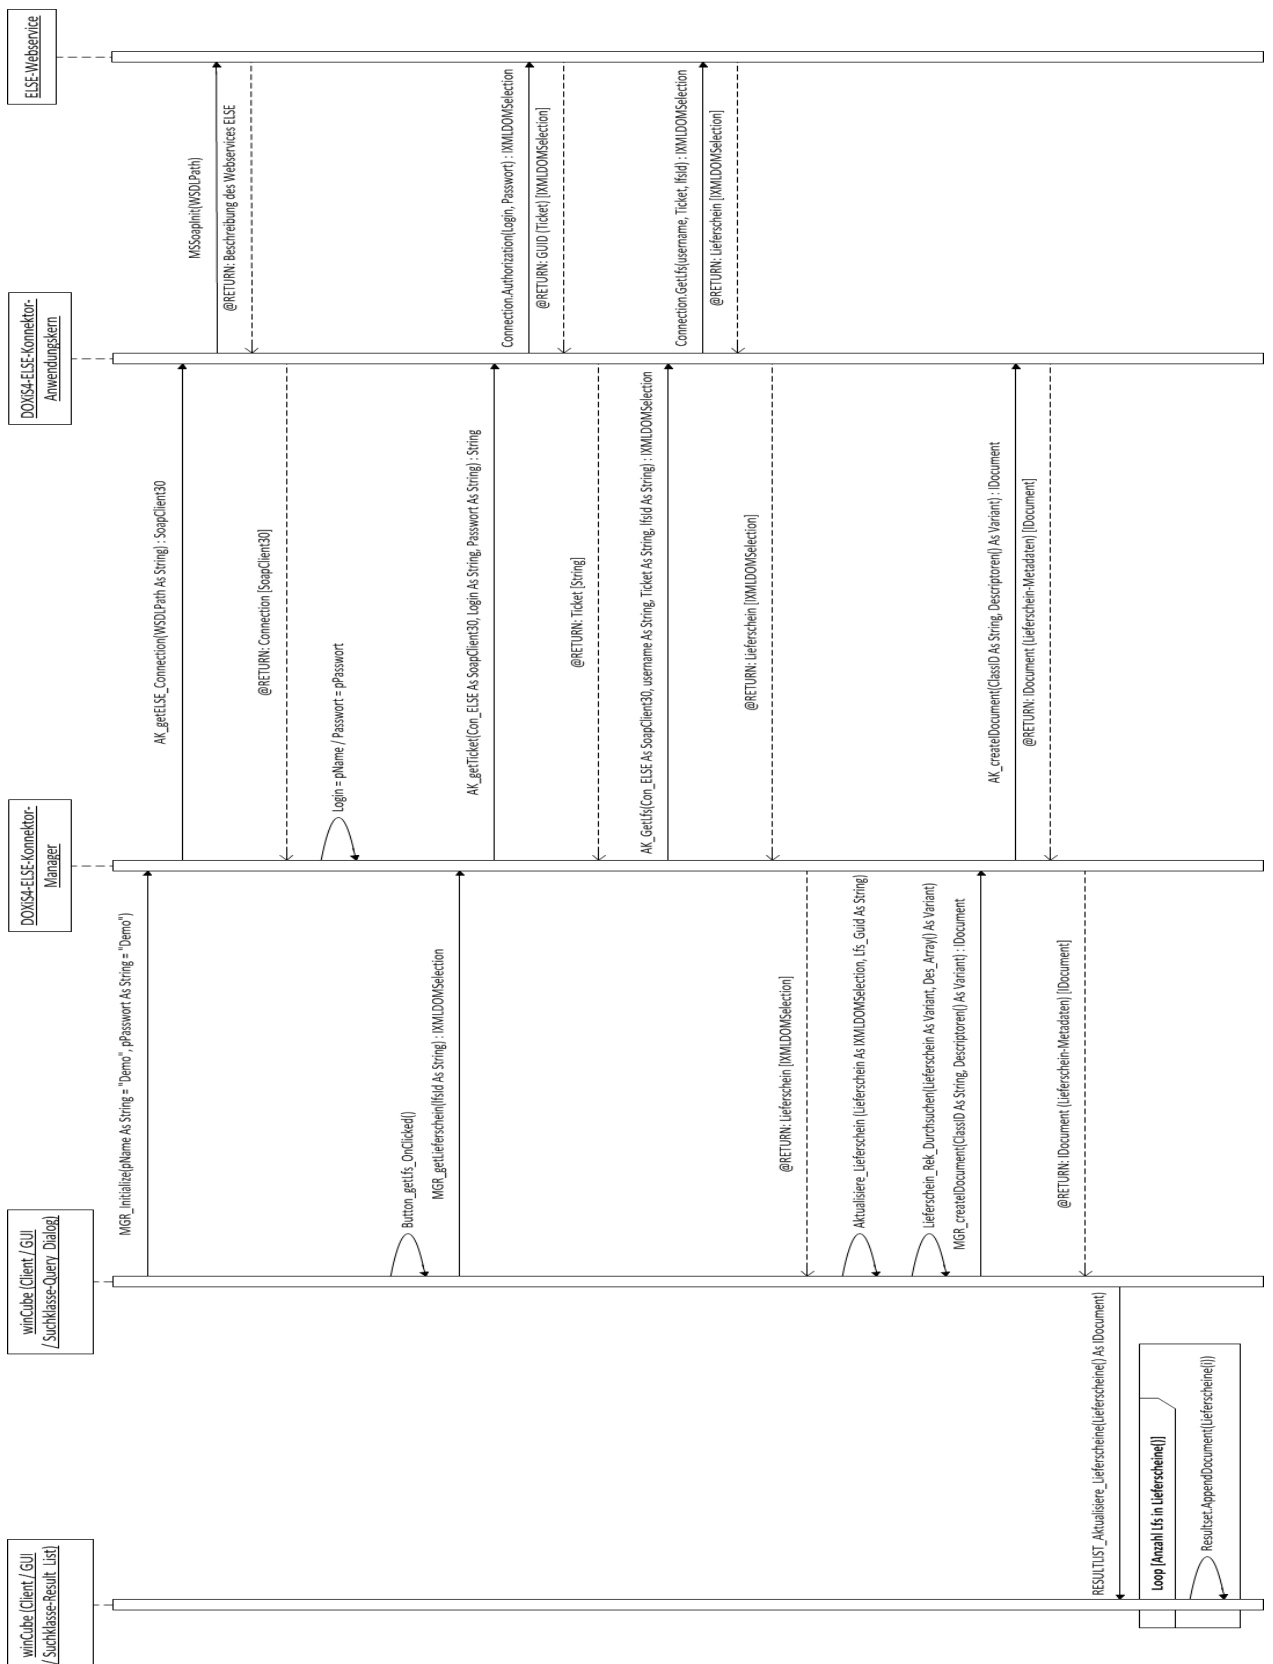 winCube (Client / GUI
/ Suchklasse-Result List)
winCube (Client / GUI
/ Suchklasse-Query Dialog)
DOXiS4-ELSE-Konnektor-
Manager
DOXiS4-ELSE-Konnektor-
Anwendungskern
ELSE-Webservice
MGR_Initialize(pName As String = "Demo", pPasswort As String = "Demo")
AK_getELSE_Connection(WSDLPath As String) : SoapClient30
MSSoapInit(WSDLPath)
@RETURN: Beschreibung des Webservices ELSE
@RETURN: Connection [SoapClient30]
Login = pName / Passwort = pPasswort
Button_getLfs_OnClicked()
MGR_getLieferschein(lfsId As String) : IXMLDOMSelection
AK_getTicket(Con_ELSE As SoapClient30, Login As String, Passwort As String) : String
Connection.Authorization(Login, Passwort) : IXMLDOMSelection
@RETURN: GUID (Ticket) [IXMLDOMSelection]
@RETURN: Ticket [String]
AK_GetLfs(Con_ELSE As SoapClient30, username As String, Ticket As String, lfsId As String) : IXMLDOMSelection
Connection.GetLfs(username, Ticket, lfsId) : IXMLDOMSelection
@RETURN: Lieferschein [IXMLDOMSelection]
@RETURN: Lieferschein [IXMLDOMSelection]
@RETURN: Lieferschein [IXMLDOMSelection]
Aktualisiere_Lieferschein (Lieferschein As IXMLDOMSelection, Lfs_Guid As String)
Lieferschein_Rek_Durchsuchen(Lieferschein As Variant, Des_Array() As Variant)
MGR_createIDocument(ClassID As String, Descriptoren() As Variant) : IDocument
AK_createIDocument(ClassID As String, Descriptoren() As Variant) : IDocument
@RETURN: IDocument (Lieferschein-Metadaten) [IDocument]
@RETURN: IDocument (Lieferschein-Metadaten) [IDocument]
RESULTLIST_Aktualisiere_Lieferscheine(Lieferscheine() As IDocument)
Loop [Anzahl Lfs in Lieferscheine()]
Resultset.AppendDocument(Lieferscheine(i))